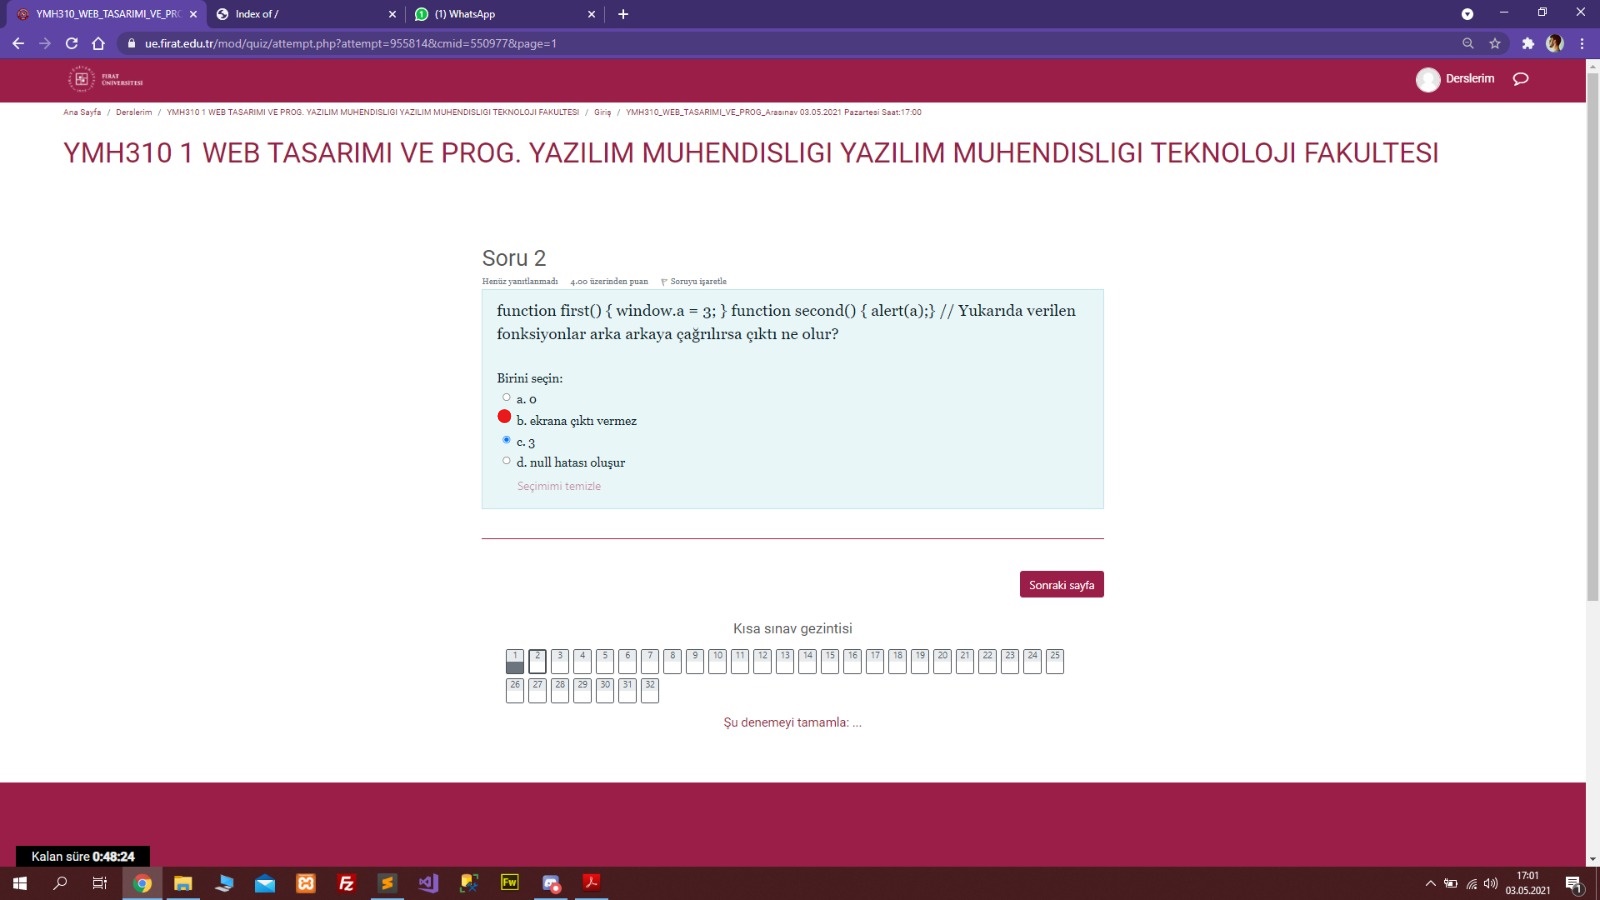 YMH310_WEB_TASARIMI_VE_PRO
Index of /
(1) WhatsApp
ue.firat.edu.tr/mod/quiz/attempt.php?attempt=955814&cmid=550977&page=1
FIRAT
ÜNİVERSİTESİ
Derslerim
Ana Sayfa / Derslerim / YMH310 1 WEB TASARIMI VE PROG. YAZILIM MUHENDISLIGI YAZILIM MUHENDISLIGI TEKNOLOJI FAKULTESI / Giriş / YMH310_WEB_TASARIMI_VE_PROG_Arasınav 03.05.2021 Pazartesi Saat:17:00
YMH310 1 WEB TASARIMI VE PROG. YAZILIM MUHENDISLIGI YAZILIM MUHENDISLIGI TEKNOLOJI FAKULTESI
Soru 2
Henüz yanıtlanmadı 4,00 üzerinden puan Soruyu işaretle
function first() { window.a = 3; } function second() { alert(a);} // Yukarıda verilen
fonksiyonlar arka arkaya çağrılırsa çıktı ne olur?
Birini seçin:
a. 0
b. ekrana çıktı vermez
c. 3
d. null hatası oluşur
Seçimimi temizle
Sonraki sayfa
Kısa sınav gezintisi
1 2 3 4 5 6 7 8 9 10 11 12 13 14 15 16 17 18 19 20 21 22 23 24 25
26 27 28 29 30 31 32
Şu denemeyi tamamla: ...
Kalan süre 0:48:24
Fz
Fw
17:01
03.05.2021
1